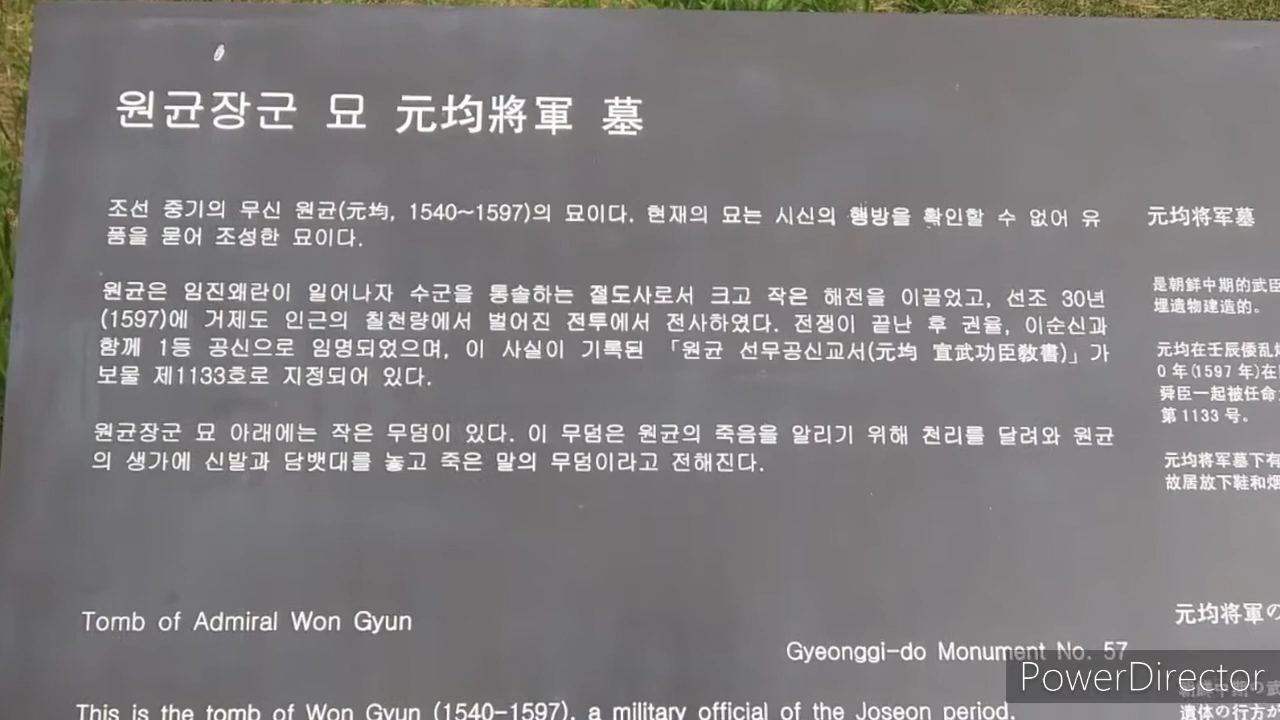 원균장군 묘 元均將軍 墓
조선 중기의 무신 원균(元均, 1540~1597)의 묘이다. 현재의 묘는 시신의 행방을 확인할 수 없어 유
품을 묻어 조성한 묘이다.
원균은 임진왜란이 일어나자 수군을 통솔하는 절도사로서 크고 작은 해전을 이끌었고, 선조 30년
(1597)에 거제도 인근의 칠천량에서 벌어진 전투에서 전사하였다. 전쟁이 끝난 후 권율, 이순신과
함께 1등 공신으로 임명되었으며, 이 사실이 기록된 「원균 선무공신교서(元均 宣武功臣敎書)」가
보물 제1133호로 지정되어 있다.
원균장군 묘 아래에는 작은 무덤이 있다. 이 무덤은 원균의 죽음을 알리기 위해 천리를 달려와 원균
의 생가에 신발과 담뱃대를 놓고 죽은 말의 무덤이라고 전해진다.
Tomb of Admiral Won Gyun
Gyeonggi-do Monument No. 57
This is the tomb of Won Gyun (1540-1597), a military official of the Joseon period.
元均将军墓
是朝鲜中期的武臣
埋遗物建造的。
元均在壬辰倭乱
0 年(1597 年)在
舜臣一起被任命
第 1133 号。
元均将军墓下有
故居放下鞋和烟
元均将軍の
朝鮮中期の武
遺体の行方が
PowerDirector